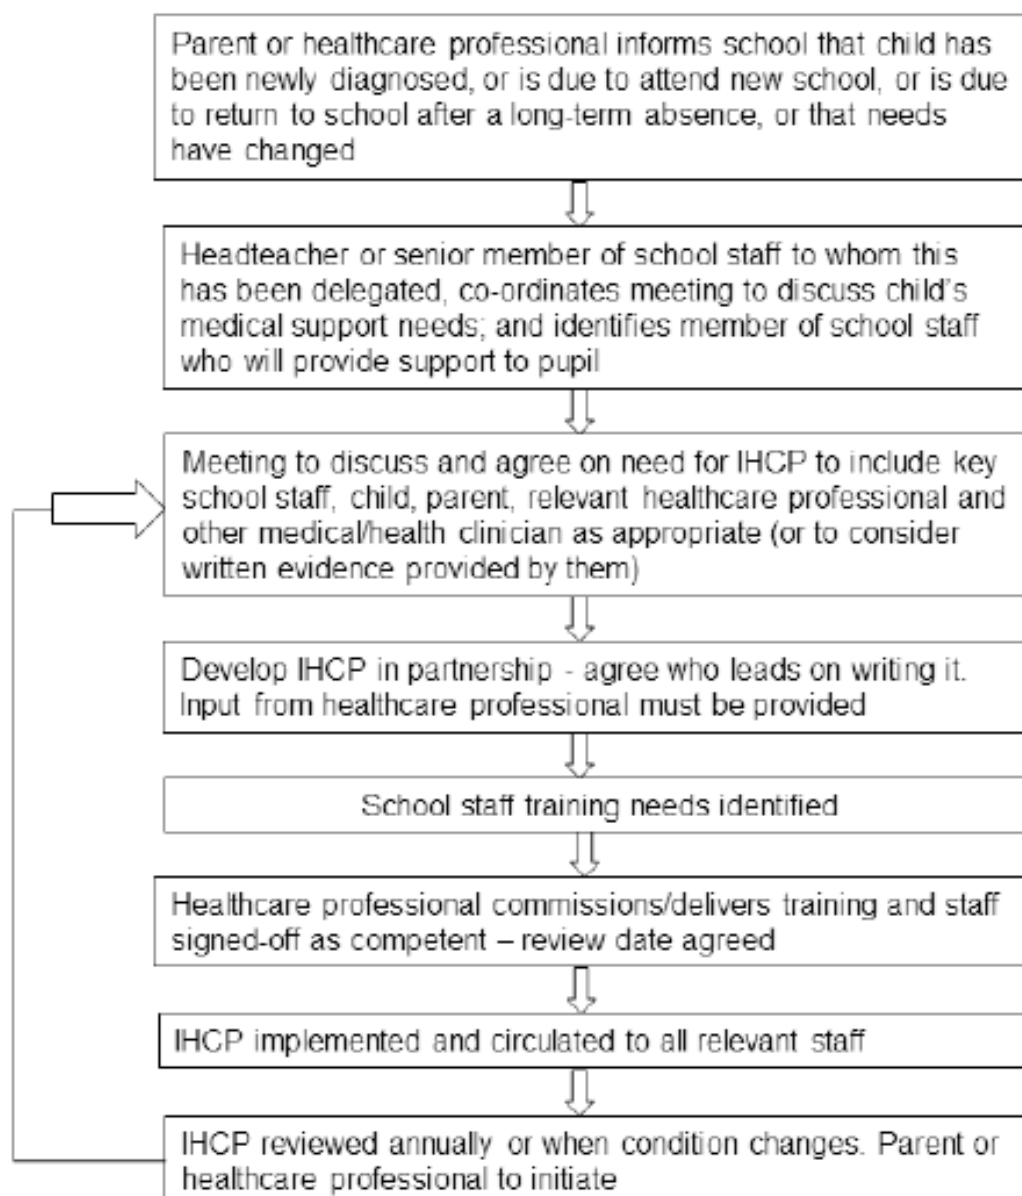 Parent or healthcare professional informs school that child has
been newly diagnosed, or is due to attend new school, or is due
to return to school after a long-term absence, or that needs
have changed
Headteacher or senior member of school staff to whom this
has been delegated, co-ordinates meeting to discuss child's
medical support needs; and identifies member of school staff
who will provide support to pupil
Meeting to discuss and agree on need for IHCP to include key
school staff, child, parent, relevant healthcare professional and
other medical/health clinician as appropriate (or to consider
written evidence provided by them)
Develop IHCP in partnership - agree who leads on writing it.
Input from healthcare professional must be provided
School staff training needs identified
Healthcare professional commissions/delivers training and staff
signed-off as competent – review date agreed
IHCP implemented and circulated to all relevant staff
IHCP reviewed annually or when condition changes. Parent or
healthcare professional to initiate